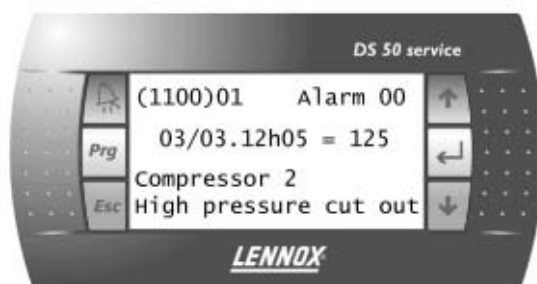 DS 50 service
(1100)01 Alarm 00
03/03.12h05 = 125
Prg
Compressor 2
Esc High pressure cut out
LENNOX